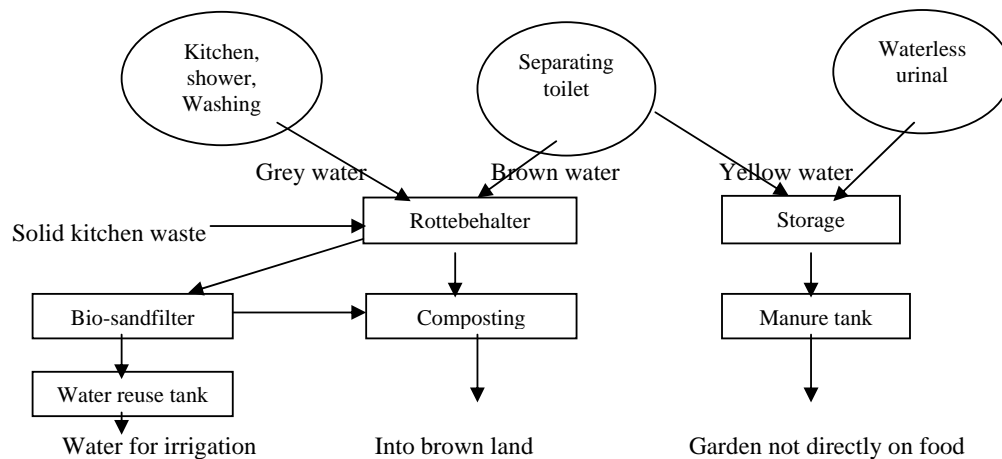 Kitchen,
shower,
Washing
Separating
toilet
Waterless
urinal
Grey water
Brown water
Yellow water
Rottebehalter
Storage
Solid kitchen waste
Bio-sandfilter
Composting
Manure tank
Water reuse tank
Water for irrigation
Into brown land
Garden not directly on food